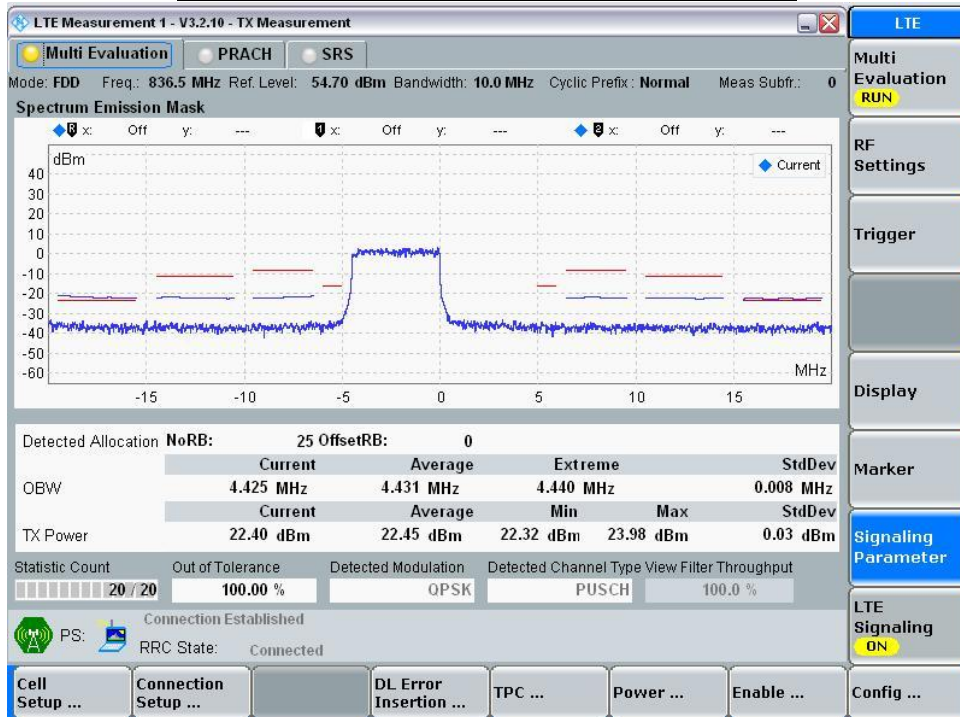 LTE Measurement 1 - V3.2.10 - TX Measurement
LTE
Multi Evaluation PRACH SRS
Mode: FDD Freq.: 836.5 MHz Ref. Level: 54.70 dBm Bandwidth: 10.0 MHz Cyclic Prefix: Normal Meas Subfr.: 0
Spectrum Emission Mask
R x: Off y: --- 1 x: Off y: --- 2 x: Off y: ---
dBm
Current
40
30
20
10
0
-10
-20
-30
-40
-50
-60
MHz
-15 -10 -5 0 5 10 15
Detected Allocation NoRB: 25 OffsetRB: 0
Current Average Extreme StdDev
OBW 4.425 MHz 4.431 MHz 4.440 MHz 0.008 MHz
Current Average Min Max StdDev
TX Power 22.40 dBm 22.45 dBm 22.32 dBm 23.98 dBm 0.03 dBm
Statistic Count Out of Tolerance Detected Modulation Detected Channel Type View Filter Throughput
20 / 20 100.00 % QPSK PUSCH 100.0 %
PS: Connection Established
RRC State: Connected
Multi
Evaluation
RUN
RF
Settings
Trigger
Display
Marker
Signaling
Parameter
LTE
Signaling
ON
Cell
Setup ...
Connection
Setup ...
DL Error
Insertion ...
TPC ...
Power ...
Enable ...
Config ...